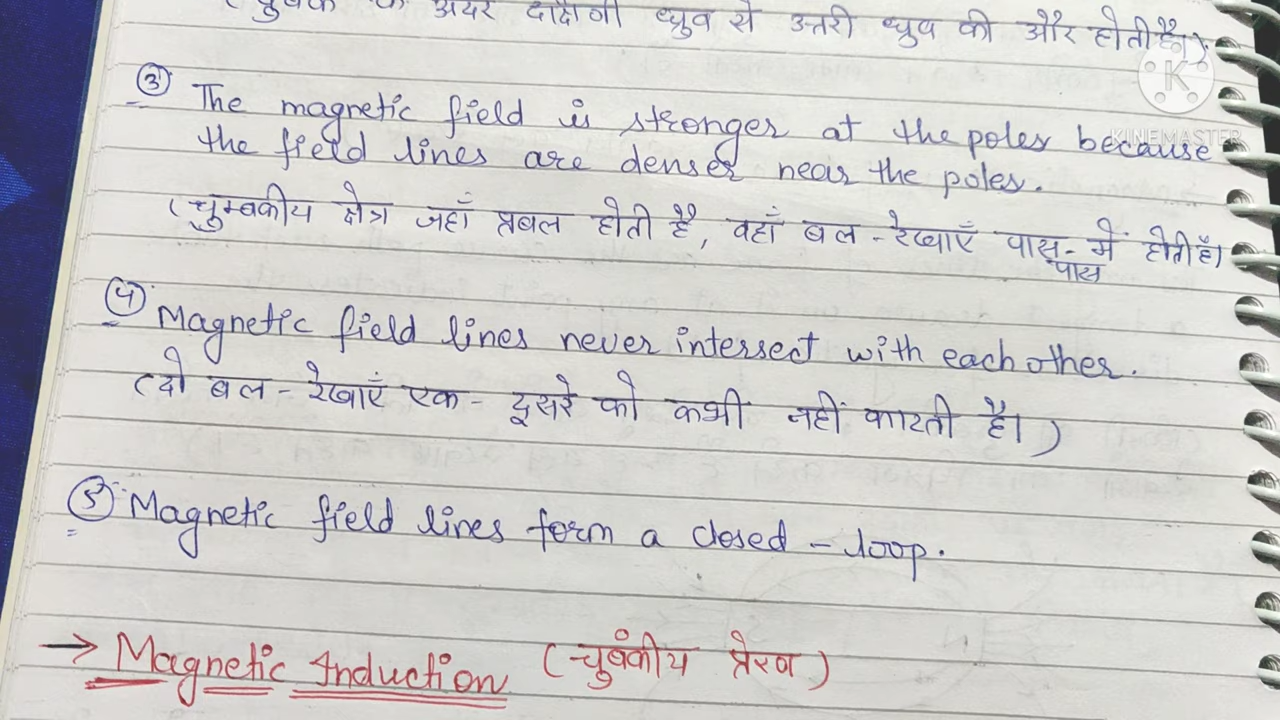 (चुंबक के अंदर दक्षिणी ध्रुव से उत्तरी ध्रुव की ओर होती है।)
③ The magnetic field is stronger at the poles because
the field lines are denser near the poles.
(चुम्बकीय क्षेत्र जहाँ प्रबल होती है, वहाँ बल-रेखाएँ पास- में होती है।
पास
④ Magnetic field lines never intersect with each other.
(दो बल-रेखाएँ एक-दूसरे को कभी नहीं काटती है।)
⑤ Magnetic field lines form a closed-loop.
→ Magnetic Induction (चुबंकीय प्रेरण)
KINEMASTER